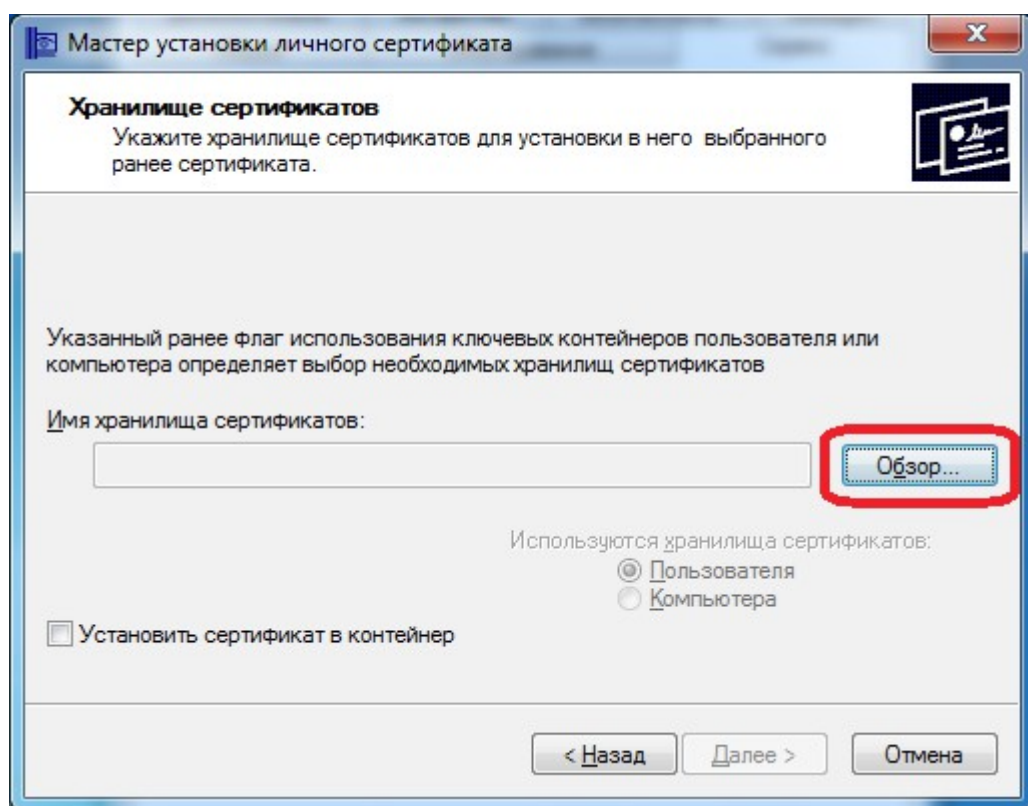 Мастер установки личного сертификата
Хранилище сертификатов
Укажите хранилище сертификатов для установки в него выбранного
ранее сертификата.
Указанный ранее флаг использования ключевых контейнеров пользователя или
компьютера определяет выбор необходимых хранилищ сертификатов
Имя хранилища сертификатов:
Обзор...
Используются хранилища сертификатов:
Пользователя
Компьютера
Установить сертификат в контейнер
< Назад
Далее >
Отмена